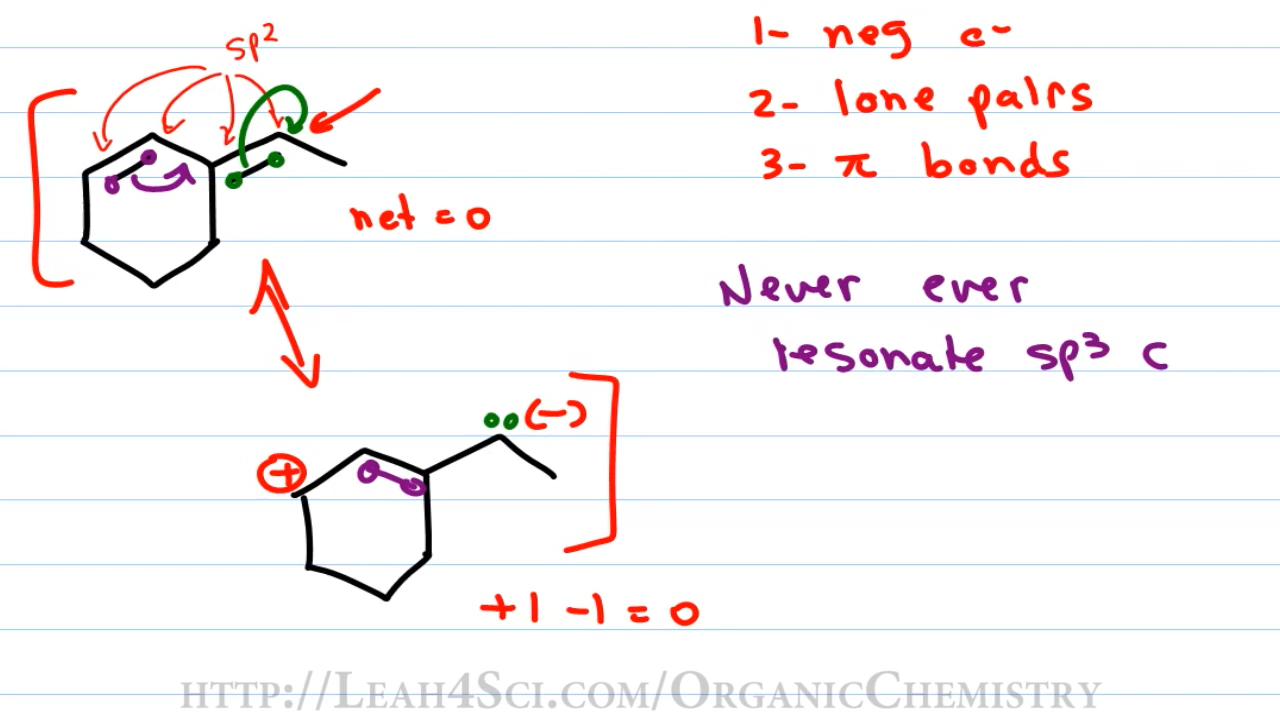 sp²
1- neg e-
2- lone pairs
3- π bonds
net = 0
Never ever
resonate sp³ c
(-)
+
+1 -1 = 0
HTTP://LEAH4SCI.COM/ORGANICCHEMISTRY